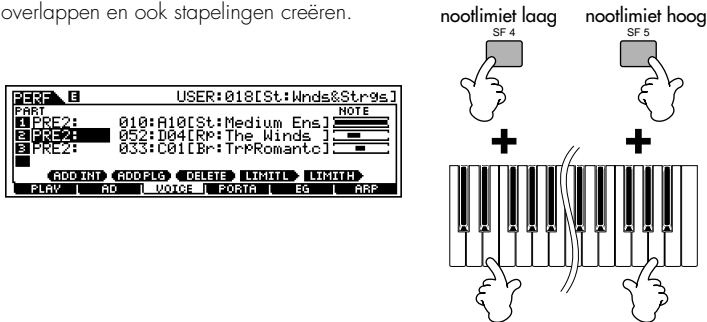 overlappen en ook stapelingen creëren.
nootlimiet laag
nootlimiet hoog
SF 4
SF 5
PERF E USER:018[St:Wnds&Strgs]
PART NOTE
1 PRE2: 010:A10[St:Medium Ens]
2 PRE2: 052:D04[Rp:The Winds ]
3 PRE2: 033:C01[Br:TrpRomantc]
4
ADD INT ADD PLG DELETE LIMITL LIMITH
PLAY AD VOICE PORTA EG ARP